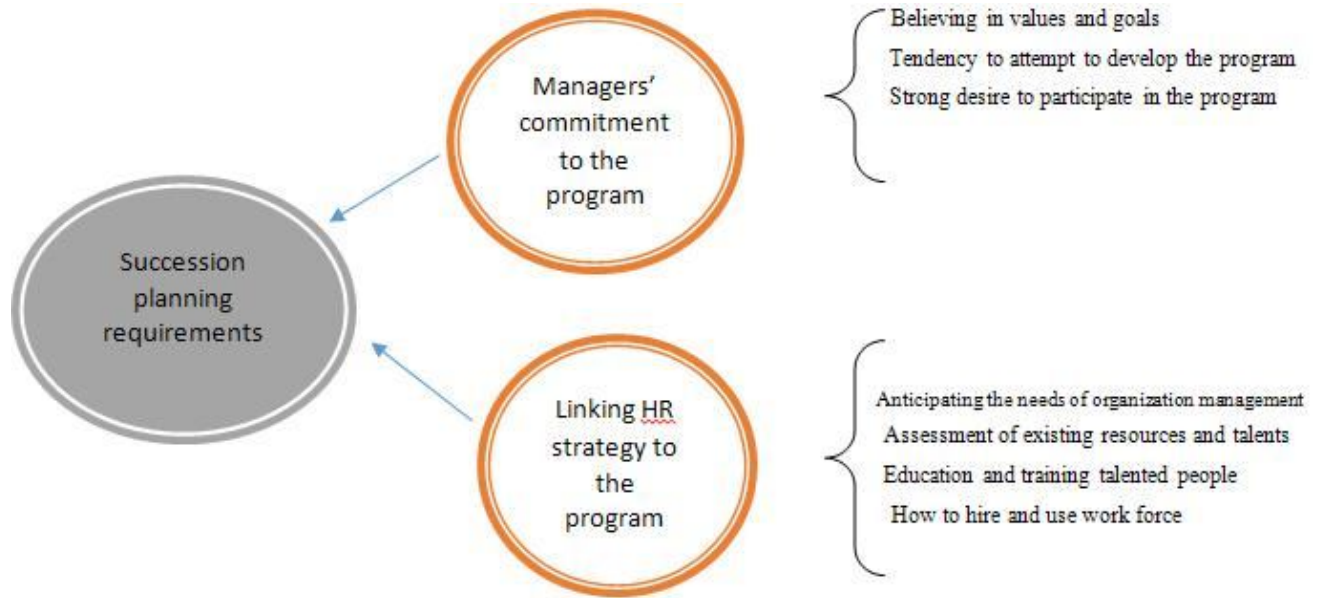 Believing in values and goals
Tendency to attempt to develop the program
Strong desire to participate in the program
Managers’
commitment
to the
program
Succession
planning
requirements
Linking HR
strategy to
the
program
Anticipating the needs of organization management
Assessment of existing resources and talents
Education and training talented people
How to hire and use work force